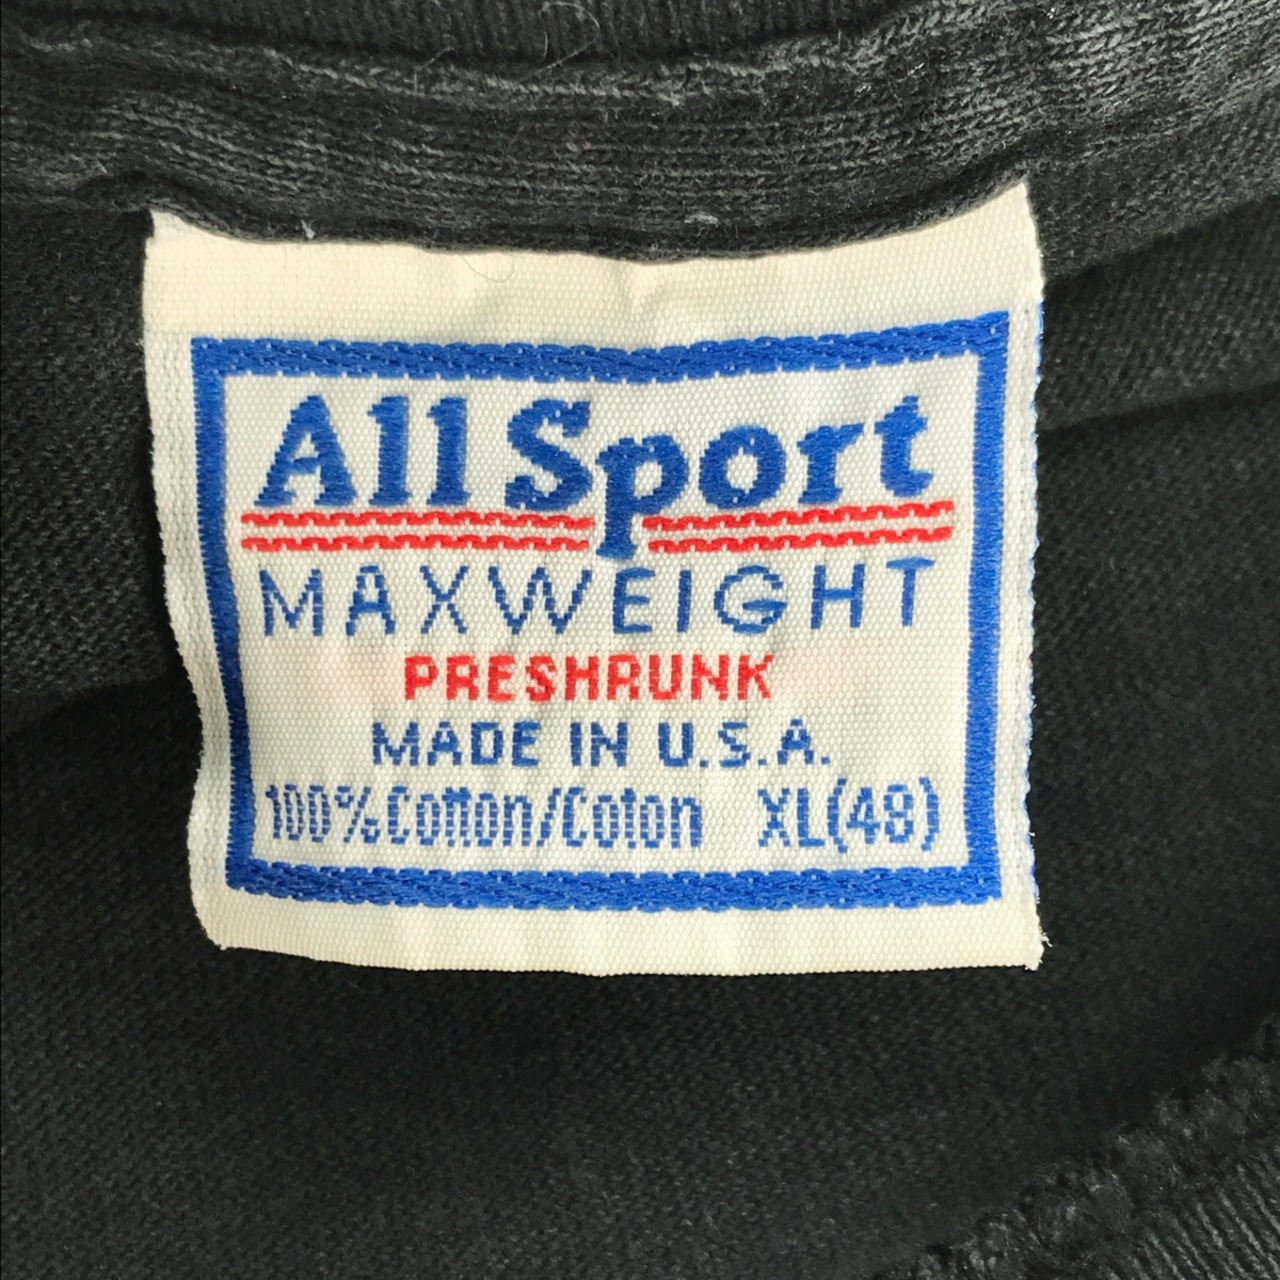 All Sport
MAXWEIGHT
PRESHRUNK
MADE IN U.S.A.
100% Cotton/Coton XL(48)